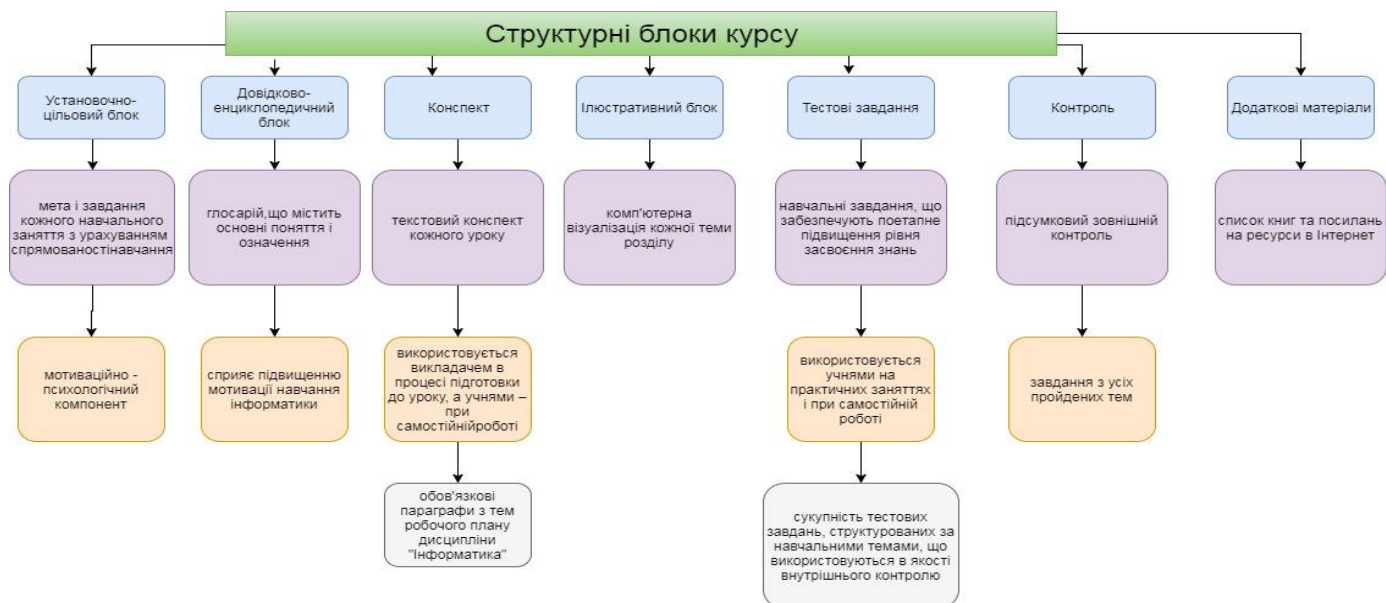 Структурні блоки курсу
Установочно-
цільовий блок
Довідково-
енциклопедичний
блок
Конспект
Ілюстративний блок
Тестові завдання
Контроль
Додаткові матеріали
мета і завдання
кожного навчального
заняття з урахуванням
спрямованостінавчання
глосарій,що містить
основні поняття і
означення
текстовий конспект
кожного уроку
комп'ютерна
візуалізація кожної теми
розділу
навчальні завдання, що
забезпечують поетапне
підвищення рівня
засвоєння знань
підсумковий зовнішній
контроль
список книг та посилань
на ресурси в Інтернет
мотиваційно -
психологічний
компонент
сприяє підвищенню
мотивації навчання
інформатики
використовується
викладачем в
процесі підготовки
до уроку, а учнями –
при
самостійнійроботі
використовується
учнями на
практичних заняттях
і при самостійній
роботі
завдання з усіх
пройдених тем
обов'язкові
параграфи з тем
робочого плану
дисципліни
"Інформатика"
сукупність тестових
завдань, структурованих за
навчальними темами, що
використовуються в якості
внутрішнього контролю